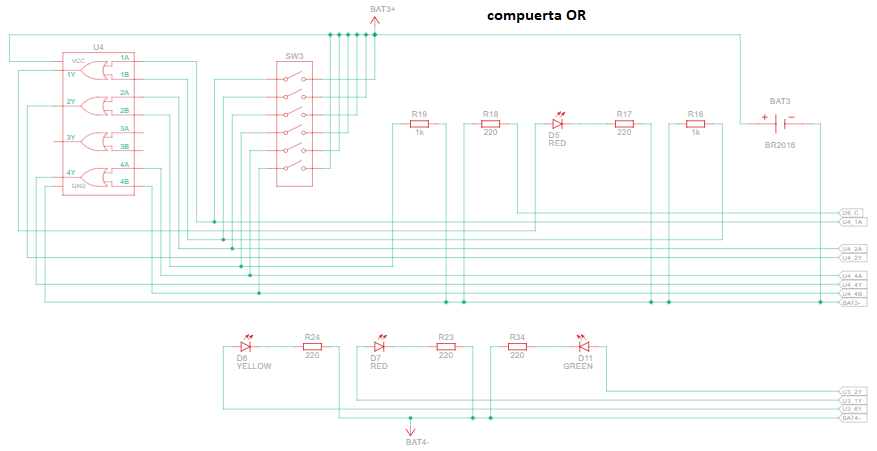 BAT3+
compuerta OR
U4
VCC
1A
1Y
1B
2A
2Y
2B
3A
3Y
3B
4A
4Y
4B
GND
SW3
R19
1k
R18
220
D5
RED
R17
220
R16
1k
BAT3
+ -
BR2016
U6_C
U4_1A
U4_2A
U4_2Y
U4_4A
U4_4Y
U4_4B
BAT3-
D8
YELLOW
R24
220
D7
RED
R23
220
R34
220
D11
GREEN
U3_2Y
U3_1Y
U3_6Y
BAT4-
BAT4-